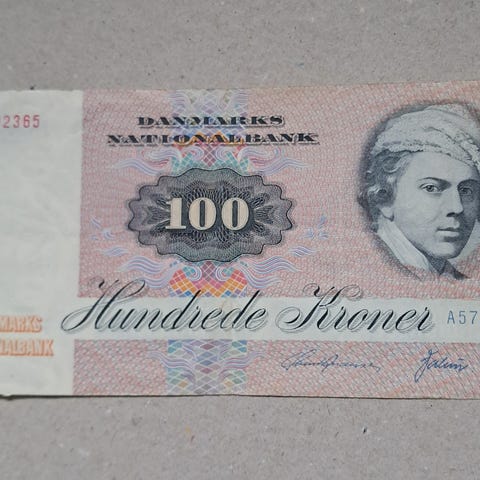 2365
DANMARKS
NATIONALBANK
100
Hundrede Kroner
A57
MARKS
NALBANK